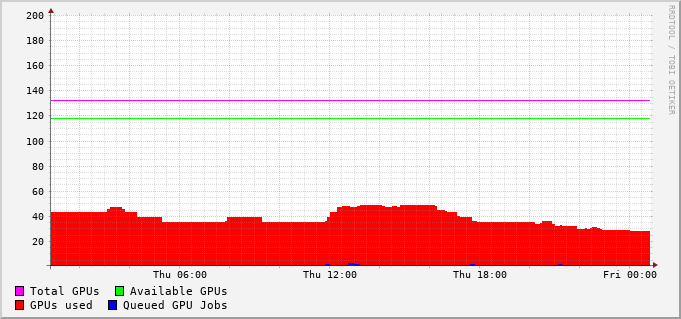 200
180
160
140
120
100
80
60
40
20
Thu 06:00 Thu 12:00 Thu 18:00 Fri 00:00
Total GPUs Available GPUs
GPUs used Queued GPU Jobs
RRDTOOL / TOBI OETIKER